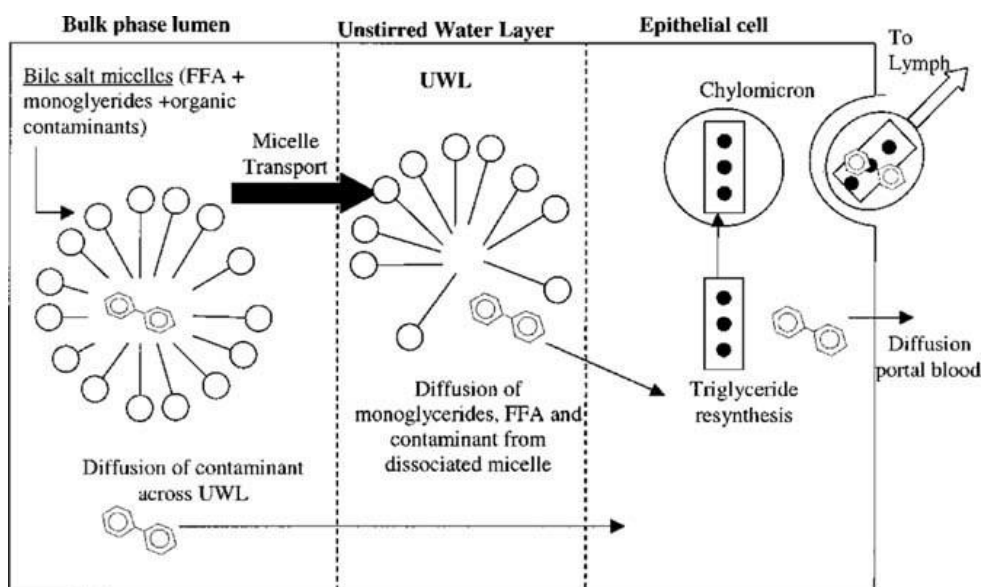 Bulk phase lumen
Unstirred Water Layer
Epithelial cell
Bile salt micelles (FFA +
monoglyerides +organic
contaminants)
Micelle
Transport
UWL
Chylomicron
To
Lymph
Diffusion of
monoglycerides, FFA and
contaminant from
dissociated micelle
Triglyceride
resynthesis
Diffusion
portal blood
Diffusion of contaminant
across UWL